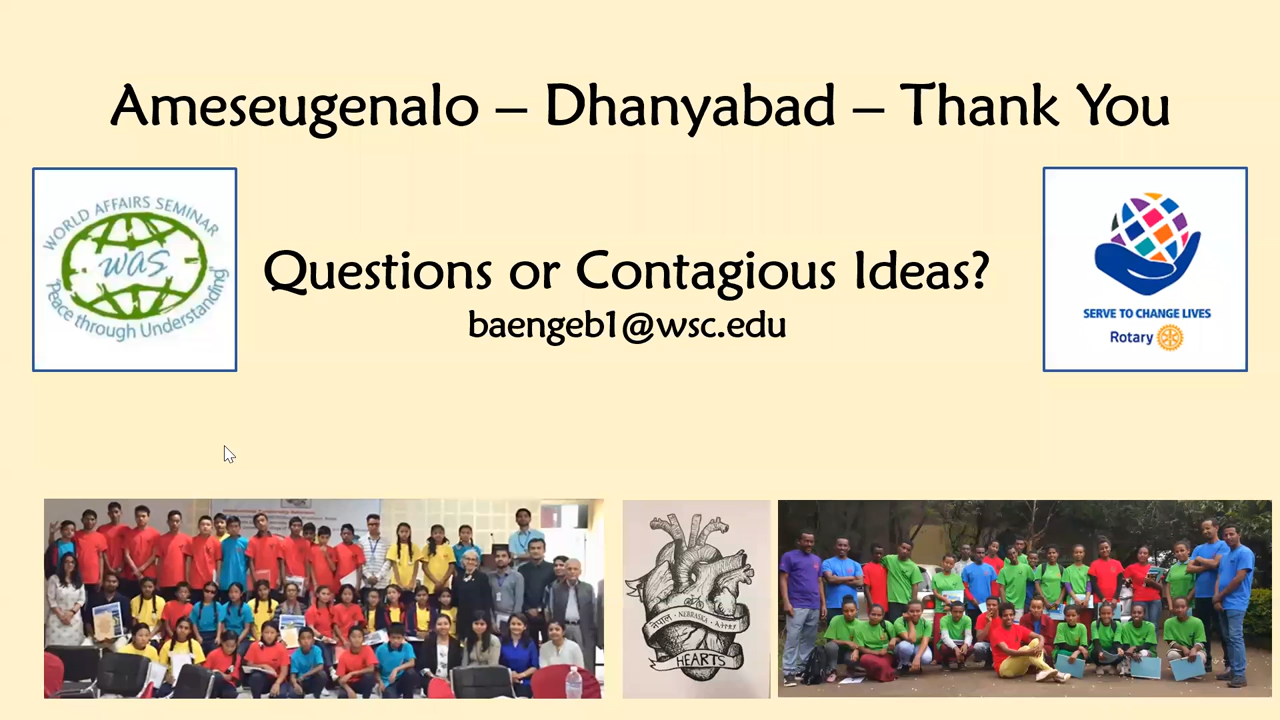 Ameseugenalo – Dhanyabad – Thank You
WORLD AFFAIRS SEMINAR
was
Peace through Understanding
Questions or Contagious Ideas?
baengeb1@wsc.edu
SERVE TO CHANGE LIVES
Rotary
नेपाल • NEBRASKA •
HEARTS